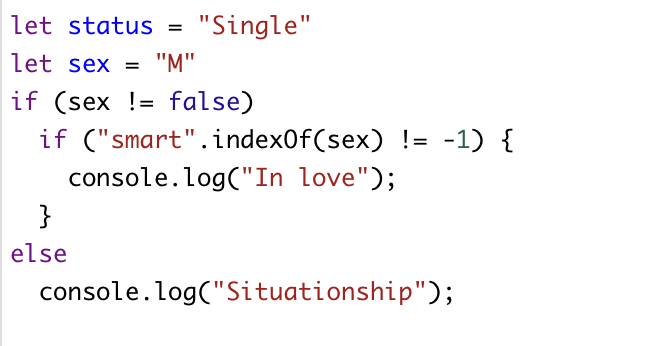 let status = "Single"
let sex = "M"
if (sex != false)
  if ("smart".indexOf(sex) != -1) {
    console.log("In love");
  }
else
  console.log("Situationship");